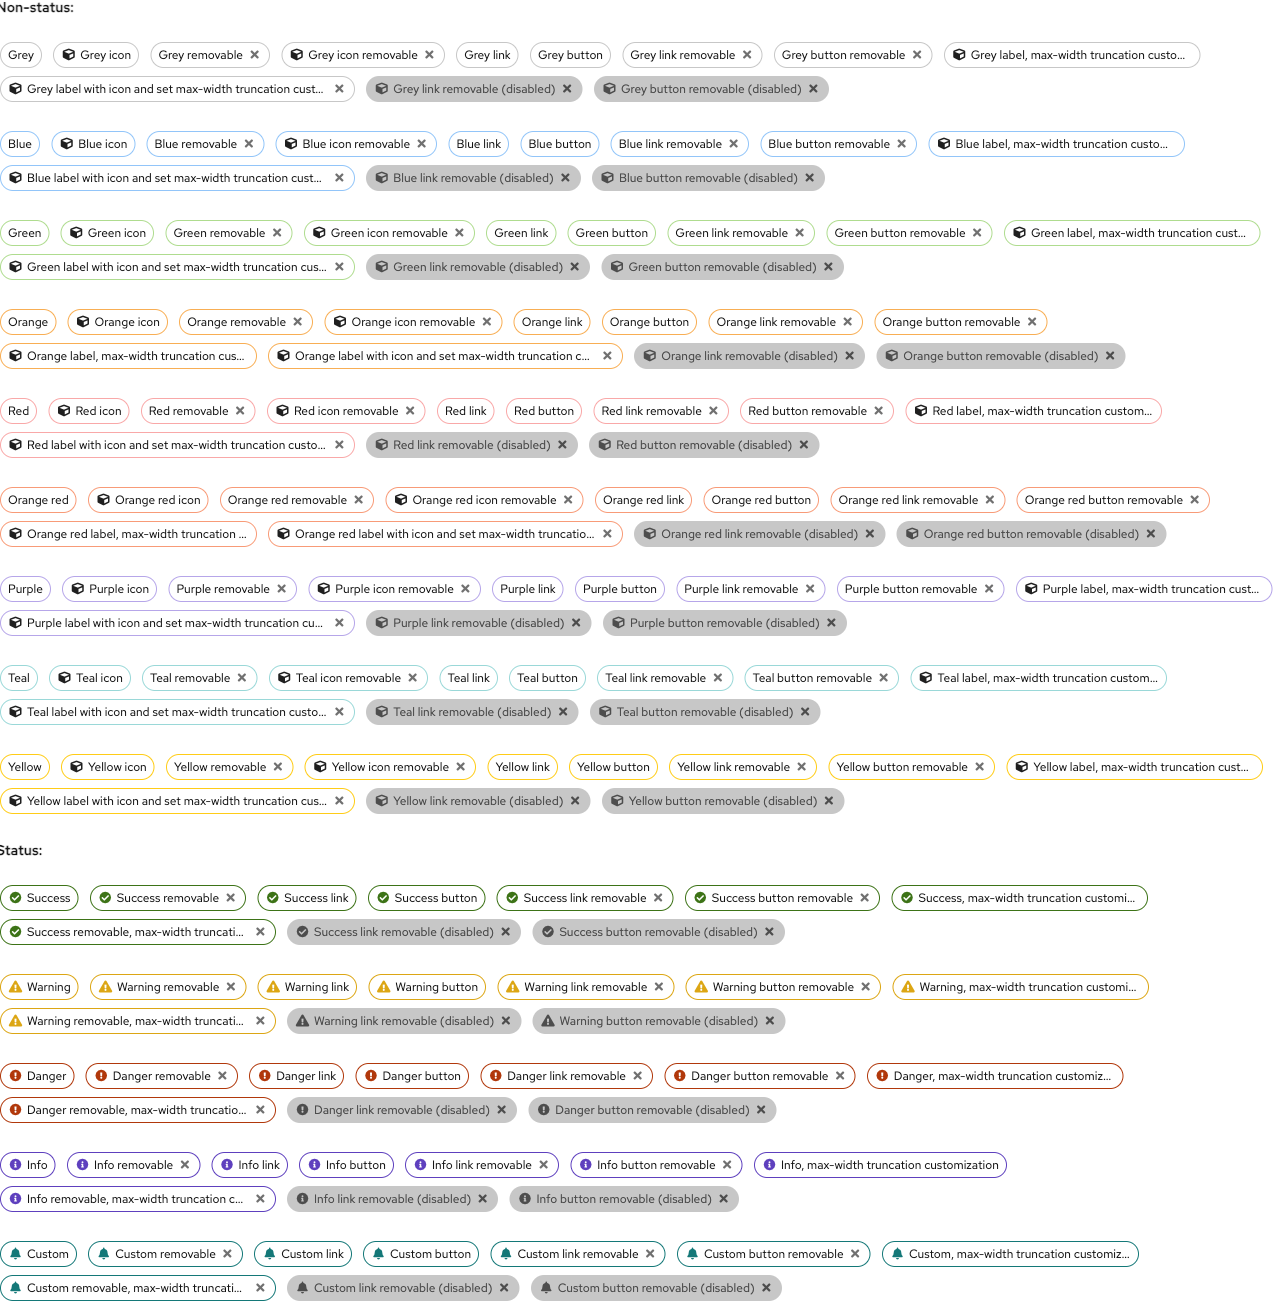 Non-status:
Grey Grey icon Grey removable Grey icon removable Grey link Grey button Grey link removable Grey button removable Grey label, max-width truncation custo...
Grey label with icon and set max-width truncation cust... Grey link removable (disabled) Grey button removable (disabled)
Blue Blue icon Blue removable Blue icon removable Blue link Blue button Blue link removable Blue button removable Blue label, max-width truncation custo...
Blue label with icon and set max-width truncation cust... Blue link removable (disabled) Blue button removable (disabled)
Green Green icon Green removable Green icon removable Green link Green button Green link removable Green button removable Green label, max-width truncation cust...
Green label with icon and set max-width truncation cus... Green link removable (disabled) Green button removable (disabled)
Orange Orange icon Orange removable Orange icon removable Orange link Orange button Orange link removable Orange button removable
Orange label, max-width truncation cus... Orange label with icon and set max-width truncation c... Orange link removable (disabled) Orange button removable (disabled)
Red Red icon Red removable Red icon removable Red link Red button Red link removable Red button removable Red label, max-width truncation custom...
Red label with icon and set max-width truncation custo... Red link removable (disabled) Red button removable (disabled)
Orange red Orange red icon Orange red removable Orange red icon removable Orange red link Orange red button Orange red link removable Orange red button removable
Orange red label, max-width truncation ... Orange red label with icon and set max-width truncatio... Orange red link removable (disabled) Orange red button removable (disabled)
Purple Purple icon Purple removable Purple icon removable Purple link Purple button Purple link removable Purple button removable Purple label, max-width truncation cust...
Purple label with icon and set max-width truncation cu... Purple link removable (disabled) Purple button removable (disabled)
Teal Teal icon Teal removable Teal icon removable Teal link Teal button Teal link removable Teal button removable Teal label, max-width truncation custom...
Teal label with icon and set max-width truncation custo... Teal link removable (disabled) Teal button removable (disabled)
Yellow Yellow icon Yellow removable Yellow icon removable Yellow link Yellow button Yellow link removable Yellow button removable Yellow label, max-width truncation cust...
Yellow label with icon and set max-width truncation cus... Yellow link removable (disabled) Yellow button removable (disabled)
Status:
Success Success removable Success link Success button Success link removable Success button removable Success, max-width truncation customi...
Success removable, max-width truncati... Success link removable (disabled) Success button removable (disabled)
Warning Warning removable Warning link Warning button Warning link removable Warning button removable Warning, max-width truncation customi...
Warning removable, max-width truncati... Warning link removable (disabled) Warning button removable (disabled)
Danger Danger removable Danger link Danger button Danger link removable Danger button removable Danger, max-width truncation customiz...
Danger removable, max-width truncatio... Danger link removable (disabled) Danger button removable (disabled)
Info Info removable Info link Info button Info link removable Info button removable Info, max-width truncation customization
Info removable, max-width truncation c... Info link removable (disabled) Info button removable (disabled)
Custom Custom removable Custom link Custom button Custom link removable Custom button removable Custom, max-width truncation customiz...
Custom removable, max-width truncati... Custom link removable (disabled) Custom button removable (disabled)